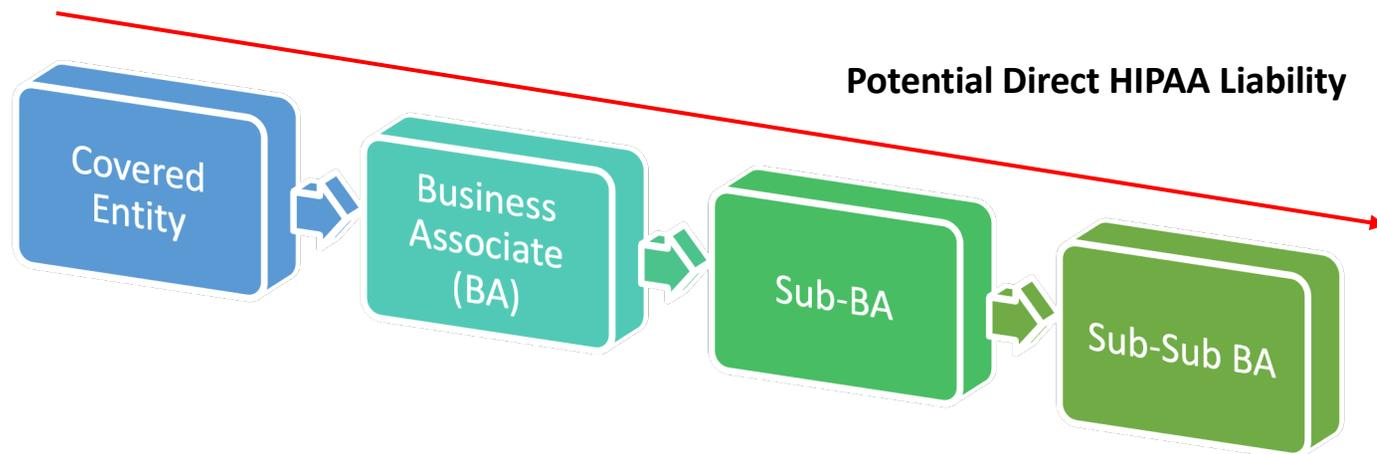 Potential Direct HIPAA Liability
Covered
Entity
Business
Associate
(BA)
Sub-BA
Sub-Sub BA